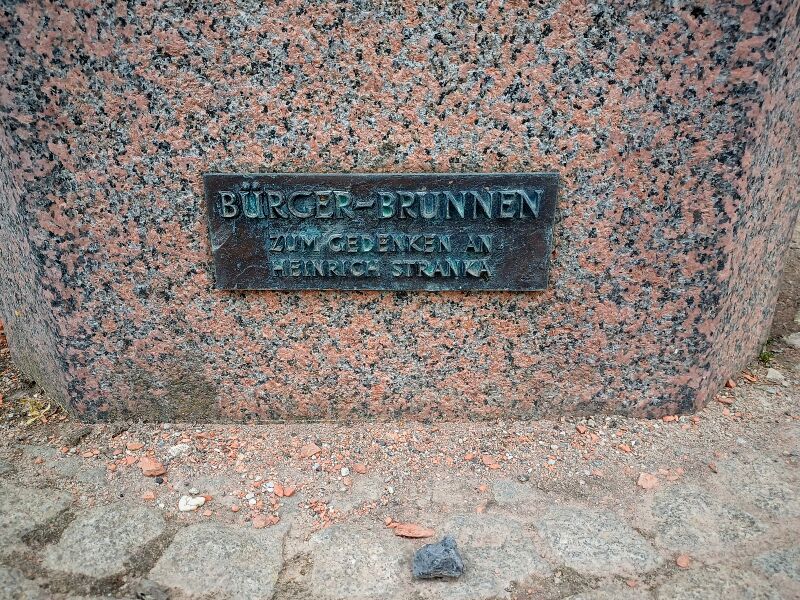 BÜRGER-BRUNNEN
ZUM GEDENKEN AN
HEINRICH STRANKA